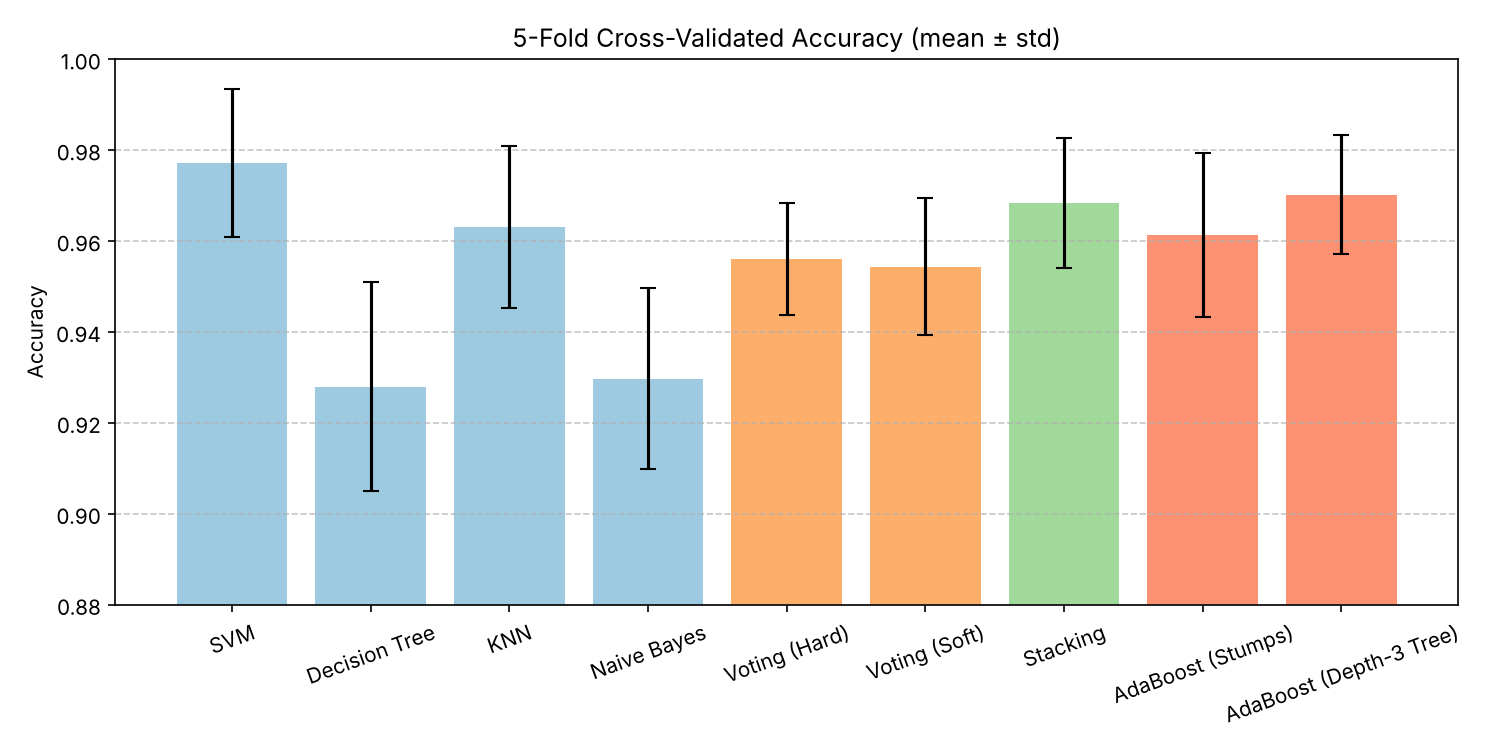 5-Fold Cross-Validated Accuracy (mean ± std)
Accuracy
1.00
0.98
0.96
0.94
0.92
0.90
0.88
SVM
Decision Tree
KNN
Naive Bayes
Voting (Hard)
Voting (Soft)
Stacking
AdaBoost (Stumps)
AdaBoost (Depth-3 Tree)